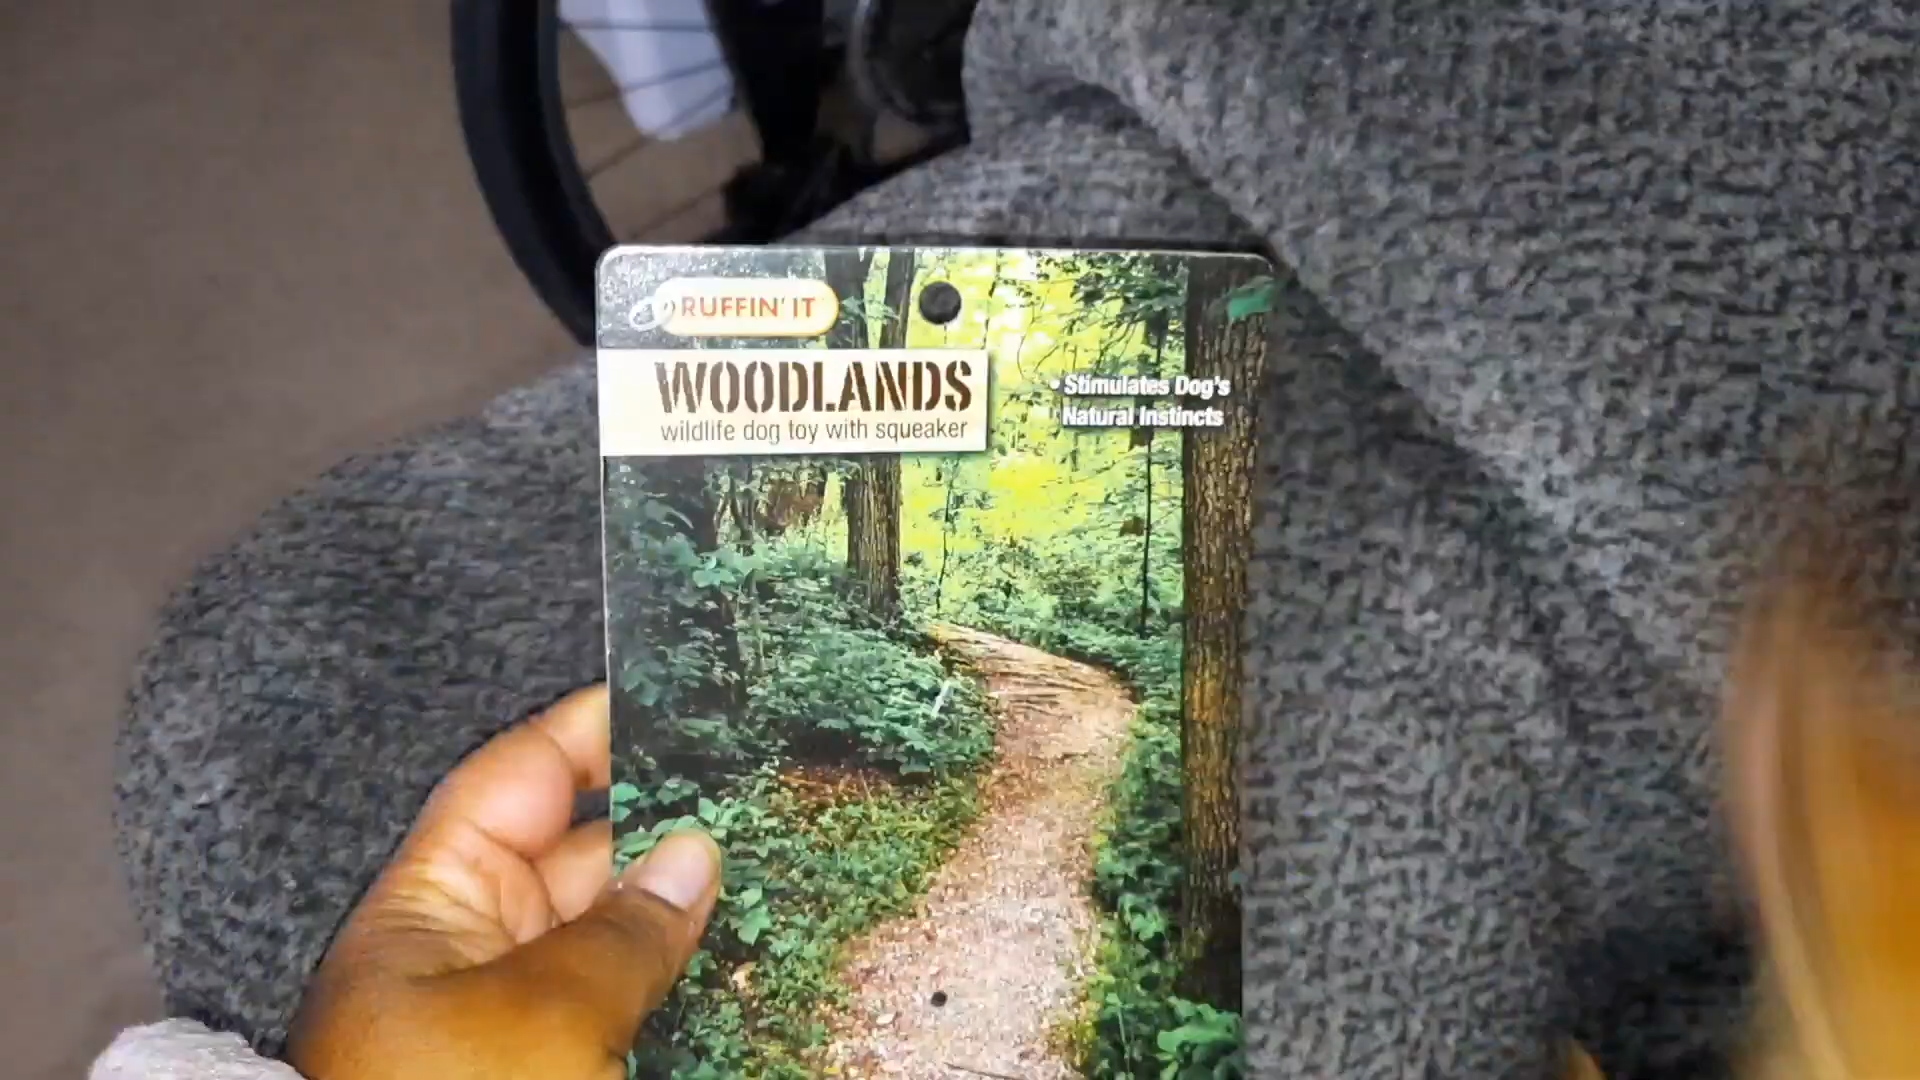 RUFFIN' IT
WOODLANDS
wildlife dog toy with squeaker
• Stimulates Dog's
Natural Instincts